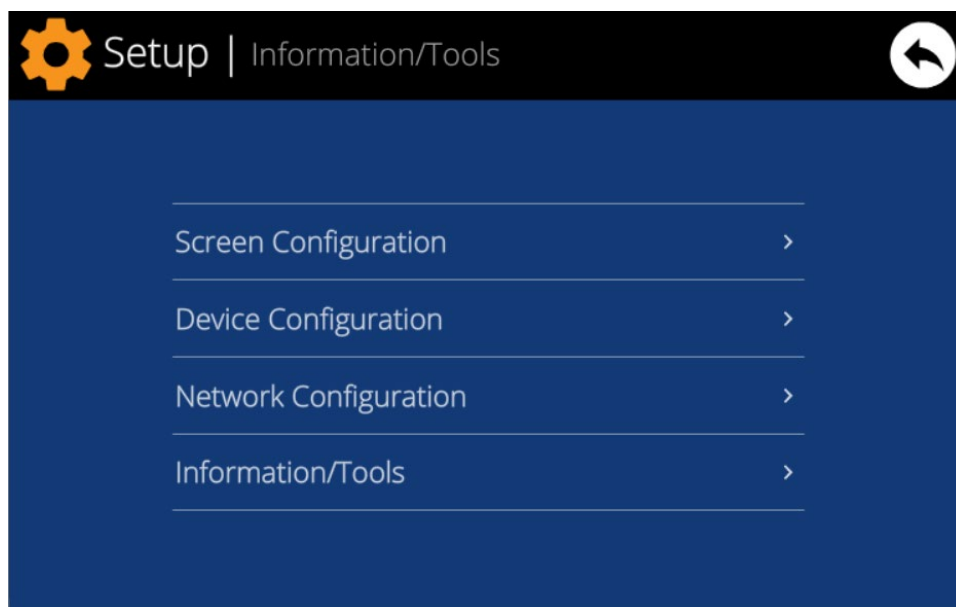 Setup | Information/Tools
Screen Configuration
Device Configuration
Network Configuration
Information/Tools